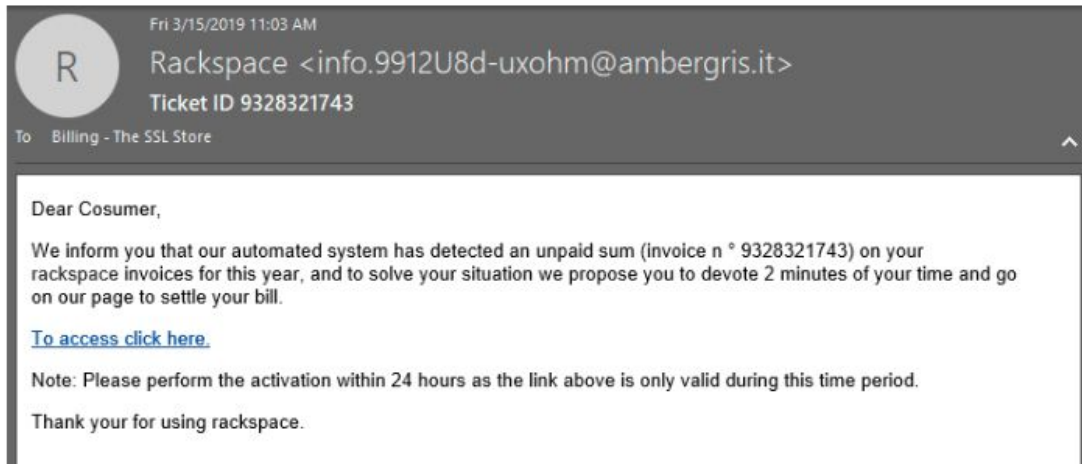 Fri 3/15/2019 11:03 AM
R
Rackspace <info.9912U8d-uxohm@ambergris.it>
Ticket ID 9328321743
To Billing - The SSL Store
Dear Cosumer,
We inform you that our automated system has detected an unpaid sum (invoice n ° 9328321743) on your
rackspace invoices for this year, and to solve your situation we propose you to devote 2 minutes of your time and go
on our page to settle your bill.
To access click here.
Note: Please perform the activation within 24 hours as the link above is only valid during this time period.
Thank your for using rackspace.